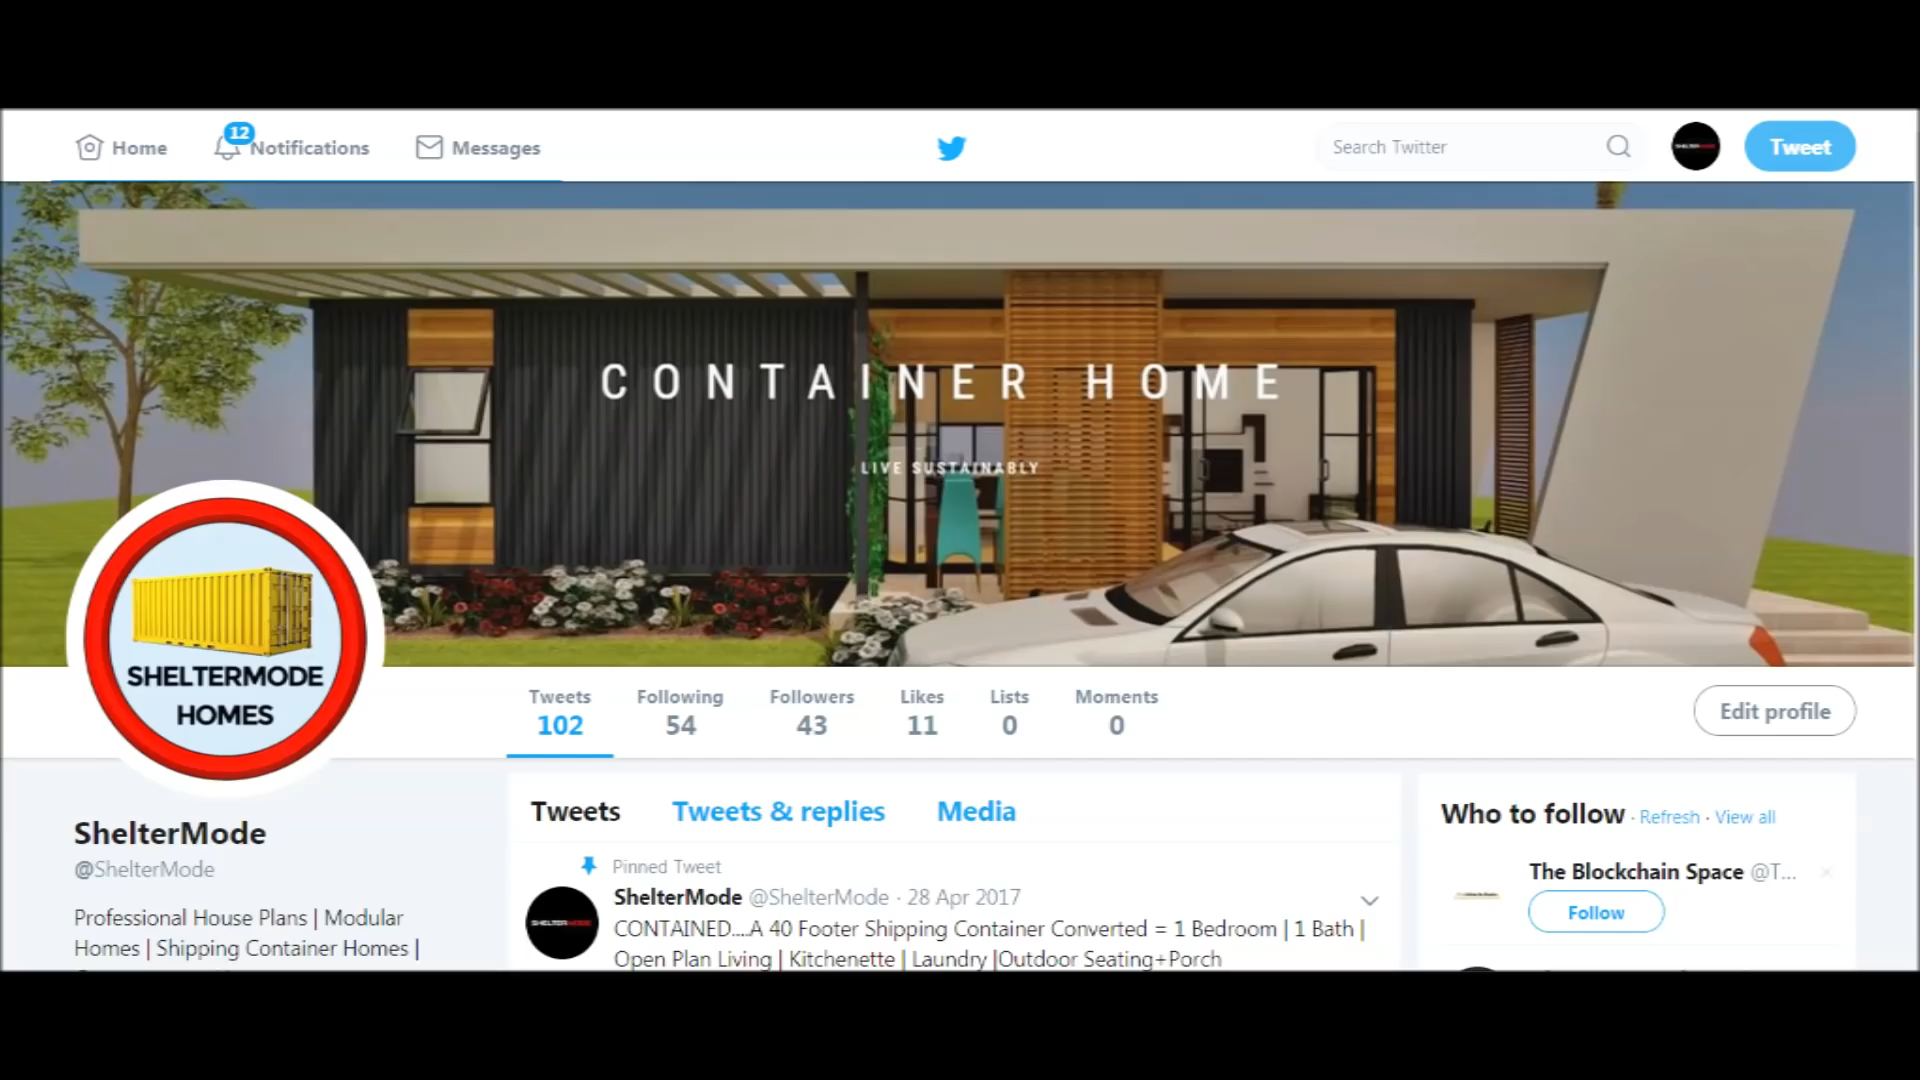 Home
12
Notifications
Messages
Search Twitter
Tweet
CONTAINER HOME
LIVE SUSTAINABLY
SHELTERMODE
HOMES
Tweets
102
Following
54
Followers
43
Likes
11
Lists
0
Moments
0
Edit profile
ShelterMode
@ShelterMode
Professional House Plans | Modular
Homes | Shipping Container Homes |
Tweets
Tweets & replies
Media
Pinned Tweet
ShelterMode @ShelterMode · 28 Apr 2017
CONTAINED....A 40 Footer Shipping Container Converted = 1 Bedroom | 1 Bath |
Open Plan Living | Kitchenette | Laundry |Outdoor Seating+Porch
Who to follow · Refresh · View all
The Blockchain Space @T...
Follow